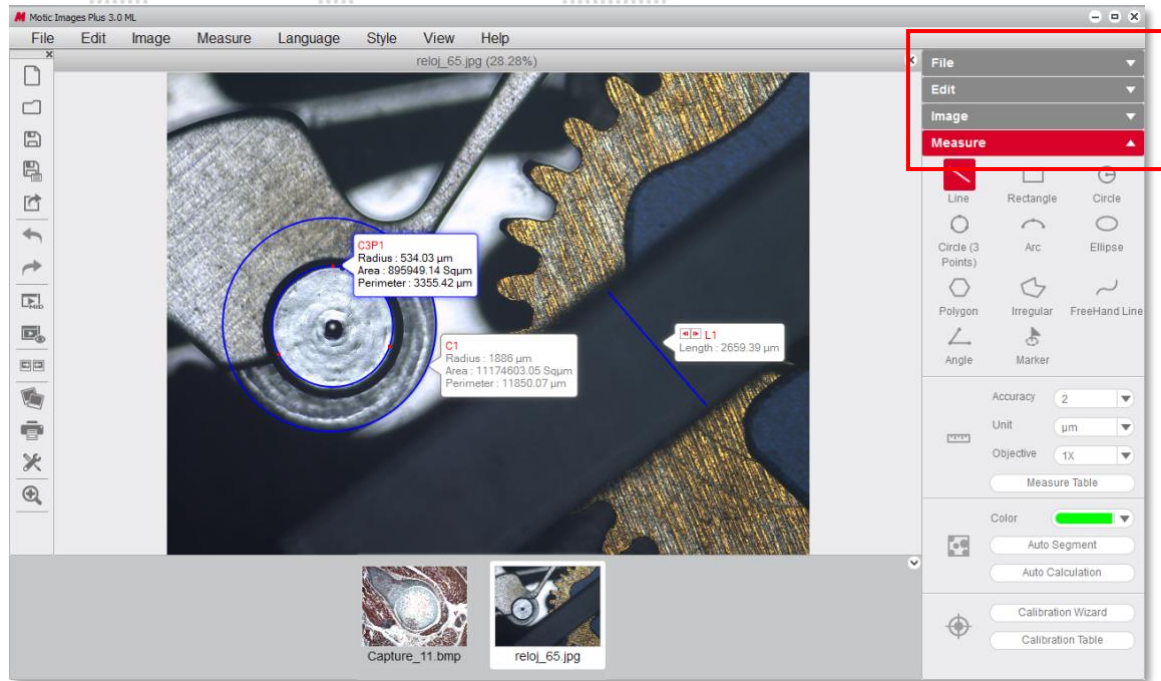 Motic Images Plus 3.0 ML
File Edit Image Measure Language Style View Help
reloj_65.jpg (28.28%)
C3P1
Radius : 534.03 µm
Area : 895949.14 Squm
Perimeter : 3355.42 µm
C1
Radius : 1886 µm
Area : 11174603.05 Squm
Perimeter : 11850.07 µm
L1
Length : 2659.39 µm
Capture_11.bmp
reloj_65.jpg
File
Edit
Image
Measure
Line Rectangle Circle
Circle (3
Points)
Arc Ellipse
Polygon Irregular FreeHand Line
Angle Marker
Accuracy 2
Unit µm
Objective 1X
Measure Table
Color
Auto Segment
Auto Calculation
Calibration Wizard
Calibration Table
MID